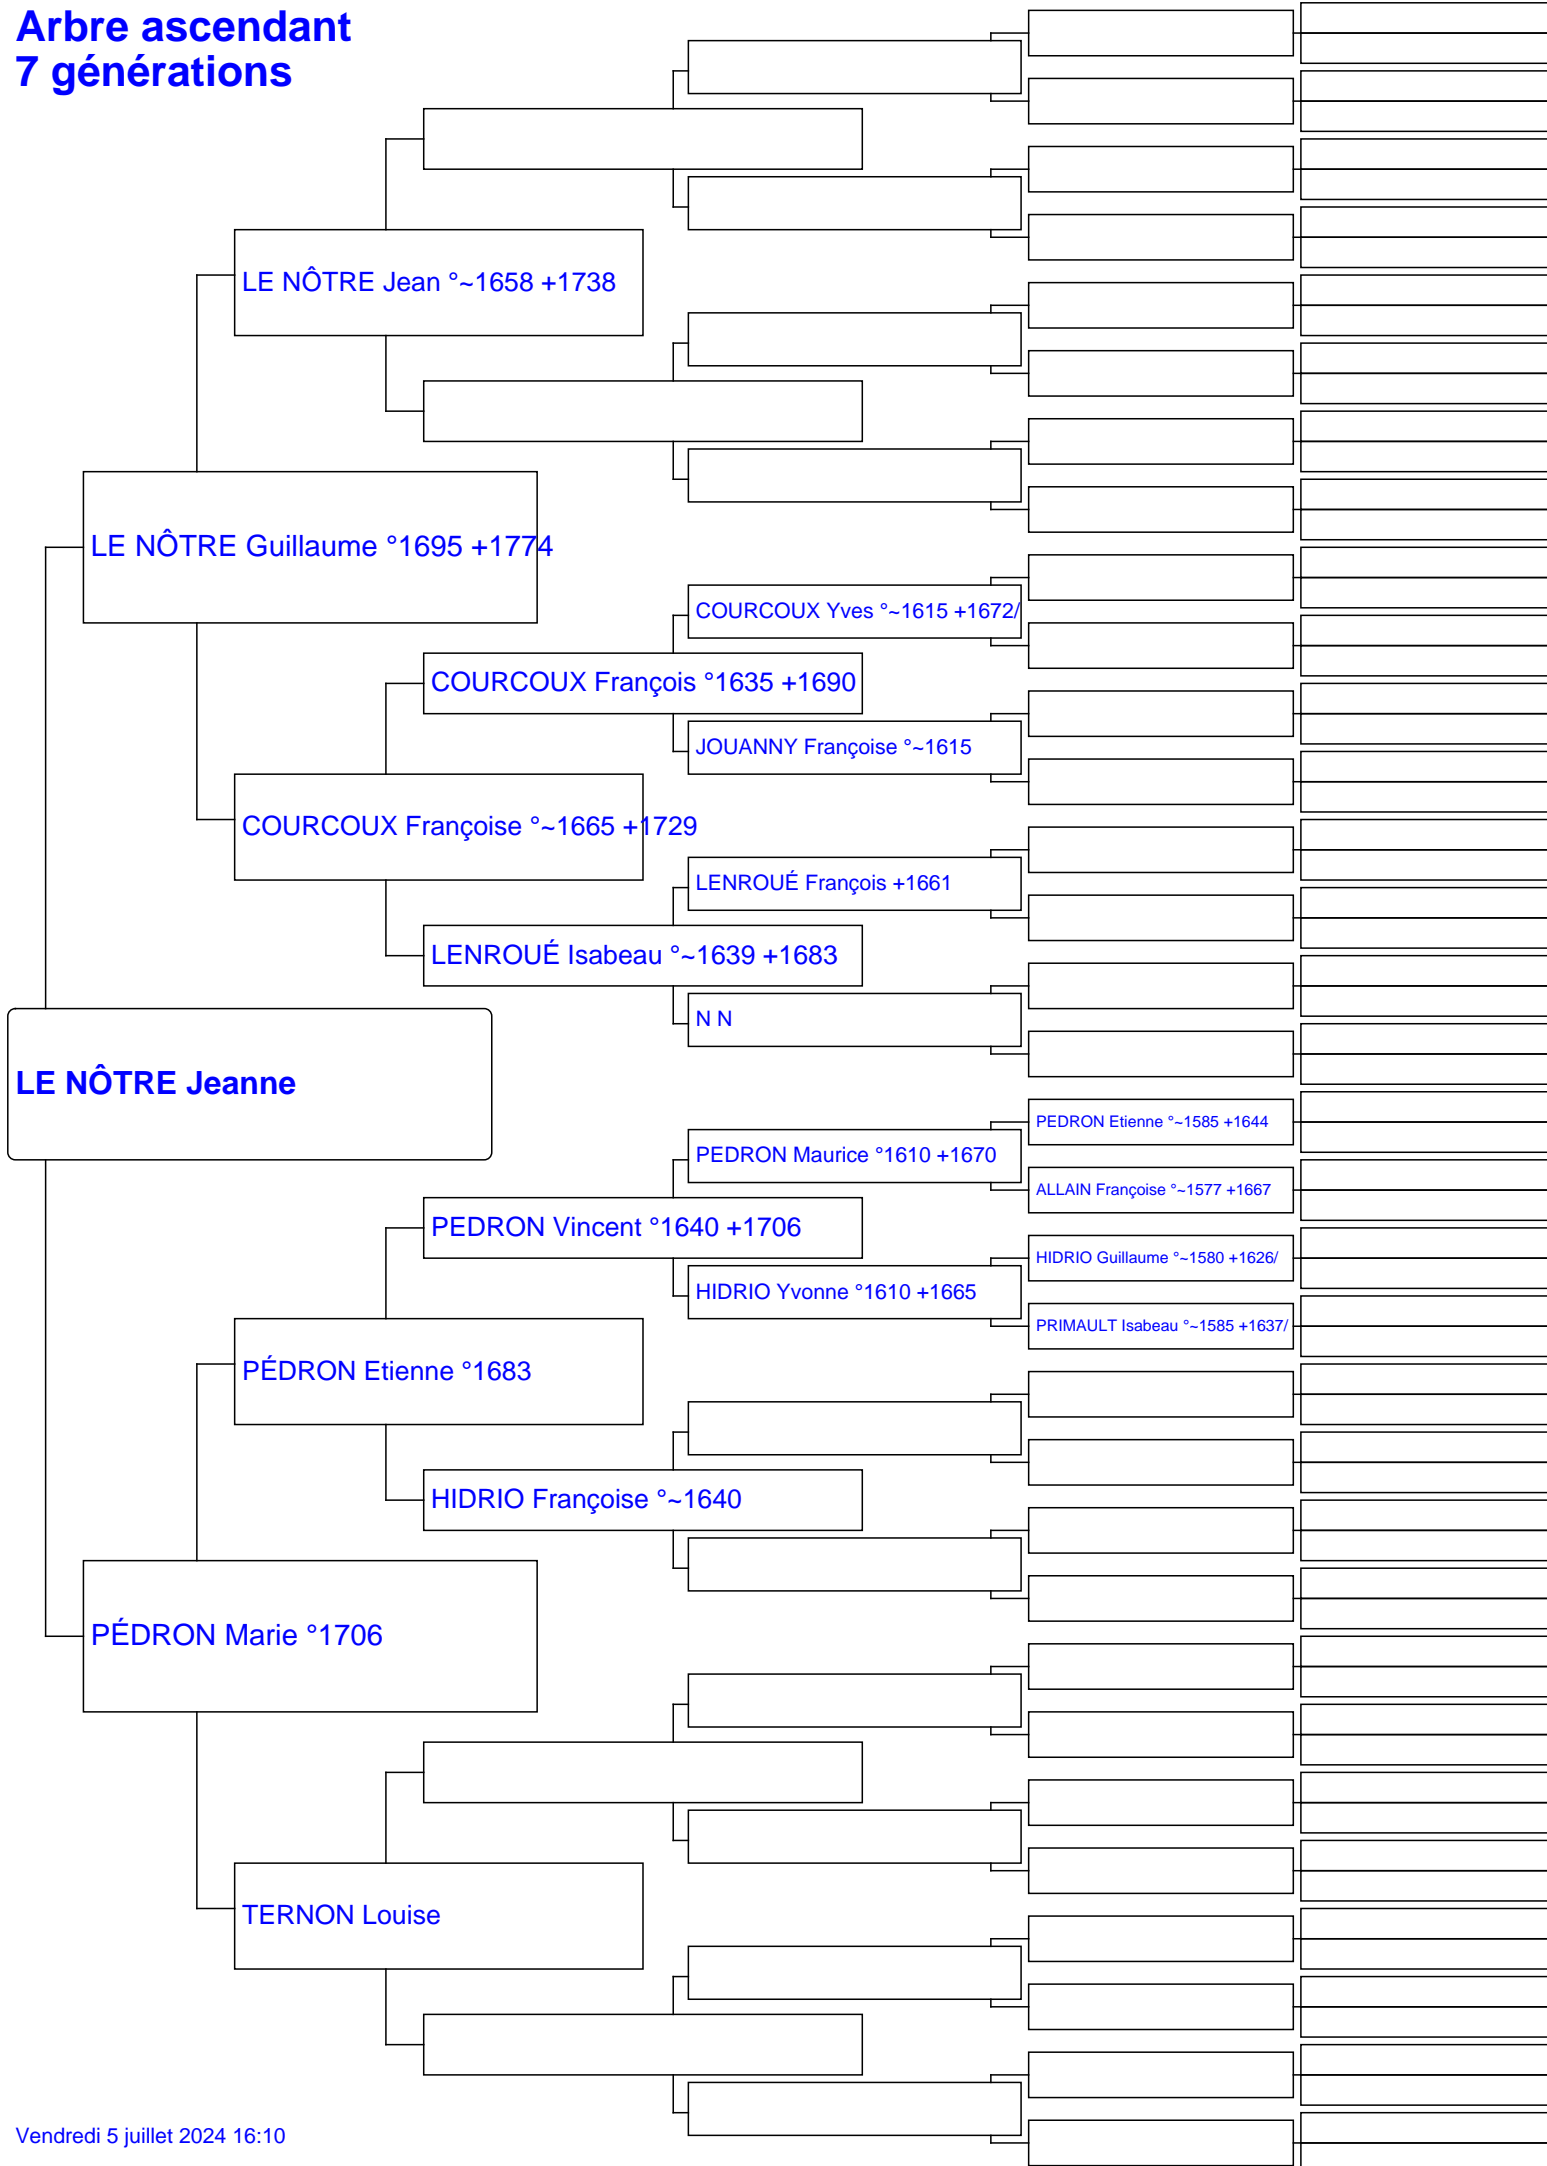 Arbre ascendant
7 générations
LE NÔTRE Jean °~1658 +1738
LE NÔTRE Guillaume °1695 +1774
COURCOUX Yves °~1615 +1672/
COURCOUX François °1635 +1690
JOUANNY Françoise °~1615
COURCOUX Françoise °~1665 +1729
LENROUÉ François +1661
LENROUÉ Isabeau °~1639 +1683
N N
LE NÔTRE Jeanne
PEDRON Etienne °~1585 +1644
PEDRON Maurice °1610 +1670
ALLAIN Françoise °~1577 +1667
PEDRON Vincent °1640 +1706
HIDRIO Guillaume °~1580 +1626/
HIDRIO Yvonne °1610 +1665
PRIMAULT Isabeau °~1585 +1637/
PÉDRON Etienne °1683
HIDRIO Françoise °~1640
PÉDRON Marie °1706
TERNON Louise
Vendredi 5 juillet 2024 16:10